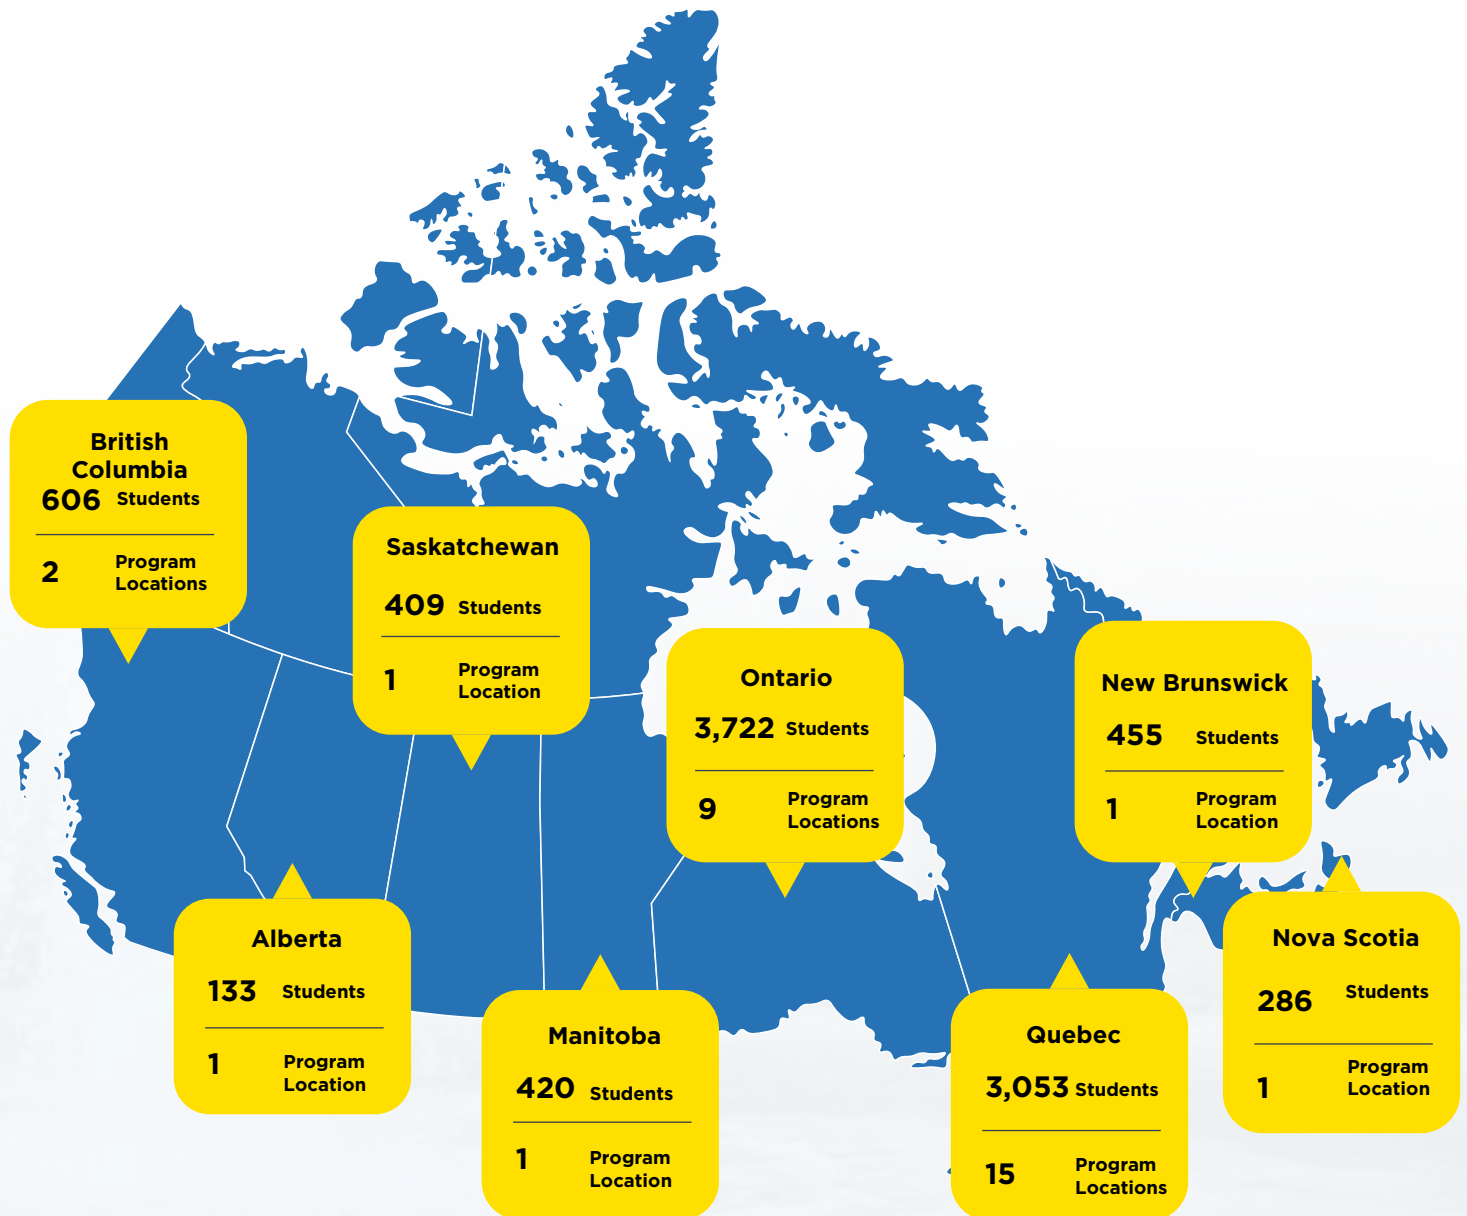 British
Columbia
606 Students
2 Program
Locations
Saskatchewan
409 Students
1 Program
Location
Ontario
3,722 Students
9 Program
Locations
New Brunswick
455 Students
1 Program
Location
Alberta
133 Students
1 Program
Location
Manitoba
420 Students
1 Program
Location
Quebec
3,053 Students
15 Program
Locations
Nova Scotia
286 Students
1 Program
Location